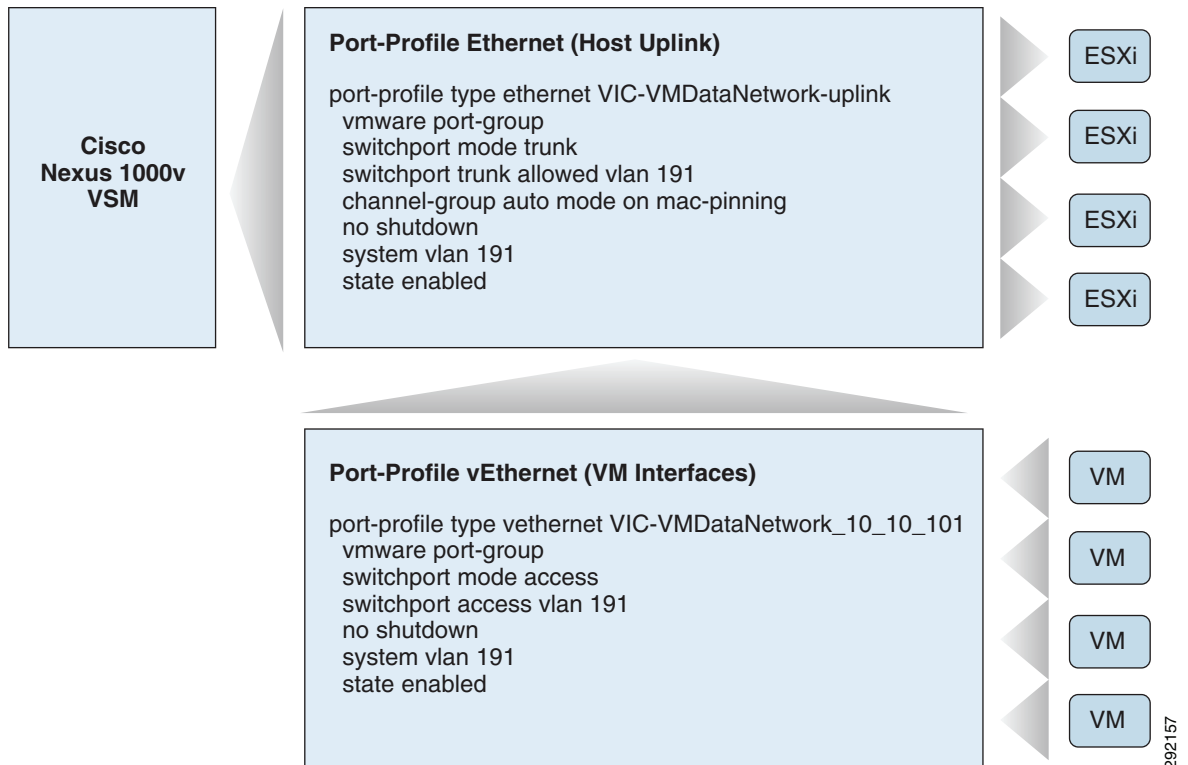 Cisco
Nexus 1000v
VSM
Port-Profile Ethernet (Host Uplink)
port-profile type ethernet VIC-VMDataNetwork-uplink
vmware port-group
switchport mode trunk
switchport trunk allowed vlan 191
channel-group auto mode on mac-pinning
no shutdown
system vlan 191
state enabled
ESXi
ESXi
ESXi
ESXi
Port-Profile vEthernet (VM Interfaces)
port-profile type vethernet VIC-VMDataNetwork_10_10_101
vmware port-group
switchport mode access
switchport access vlan 191
no shutdown
system vlan 191
state enabled
VM
VM
VM
VM
292157